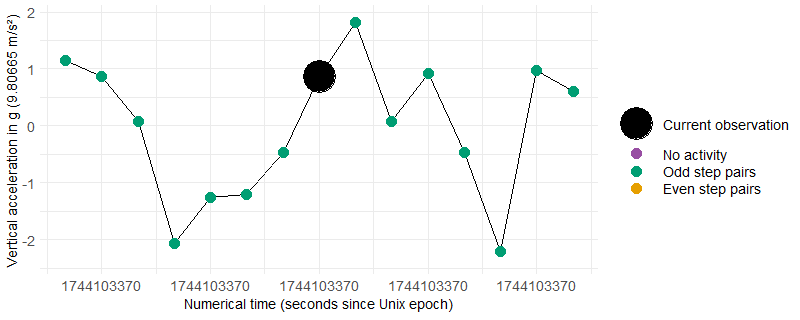 Vertical acceleration in g (9.80665 m/s²)
2
1
0
-1
-2
1744103370 1744103370 1744103370 1744103370 1744103370
Numerical time (seconds since Unix epoch)
Current observation
No activity
Odd step pairs
Even step pairs